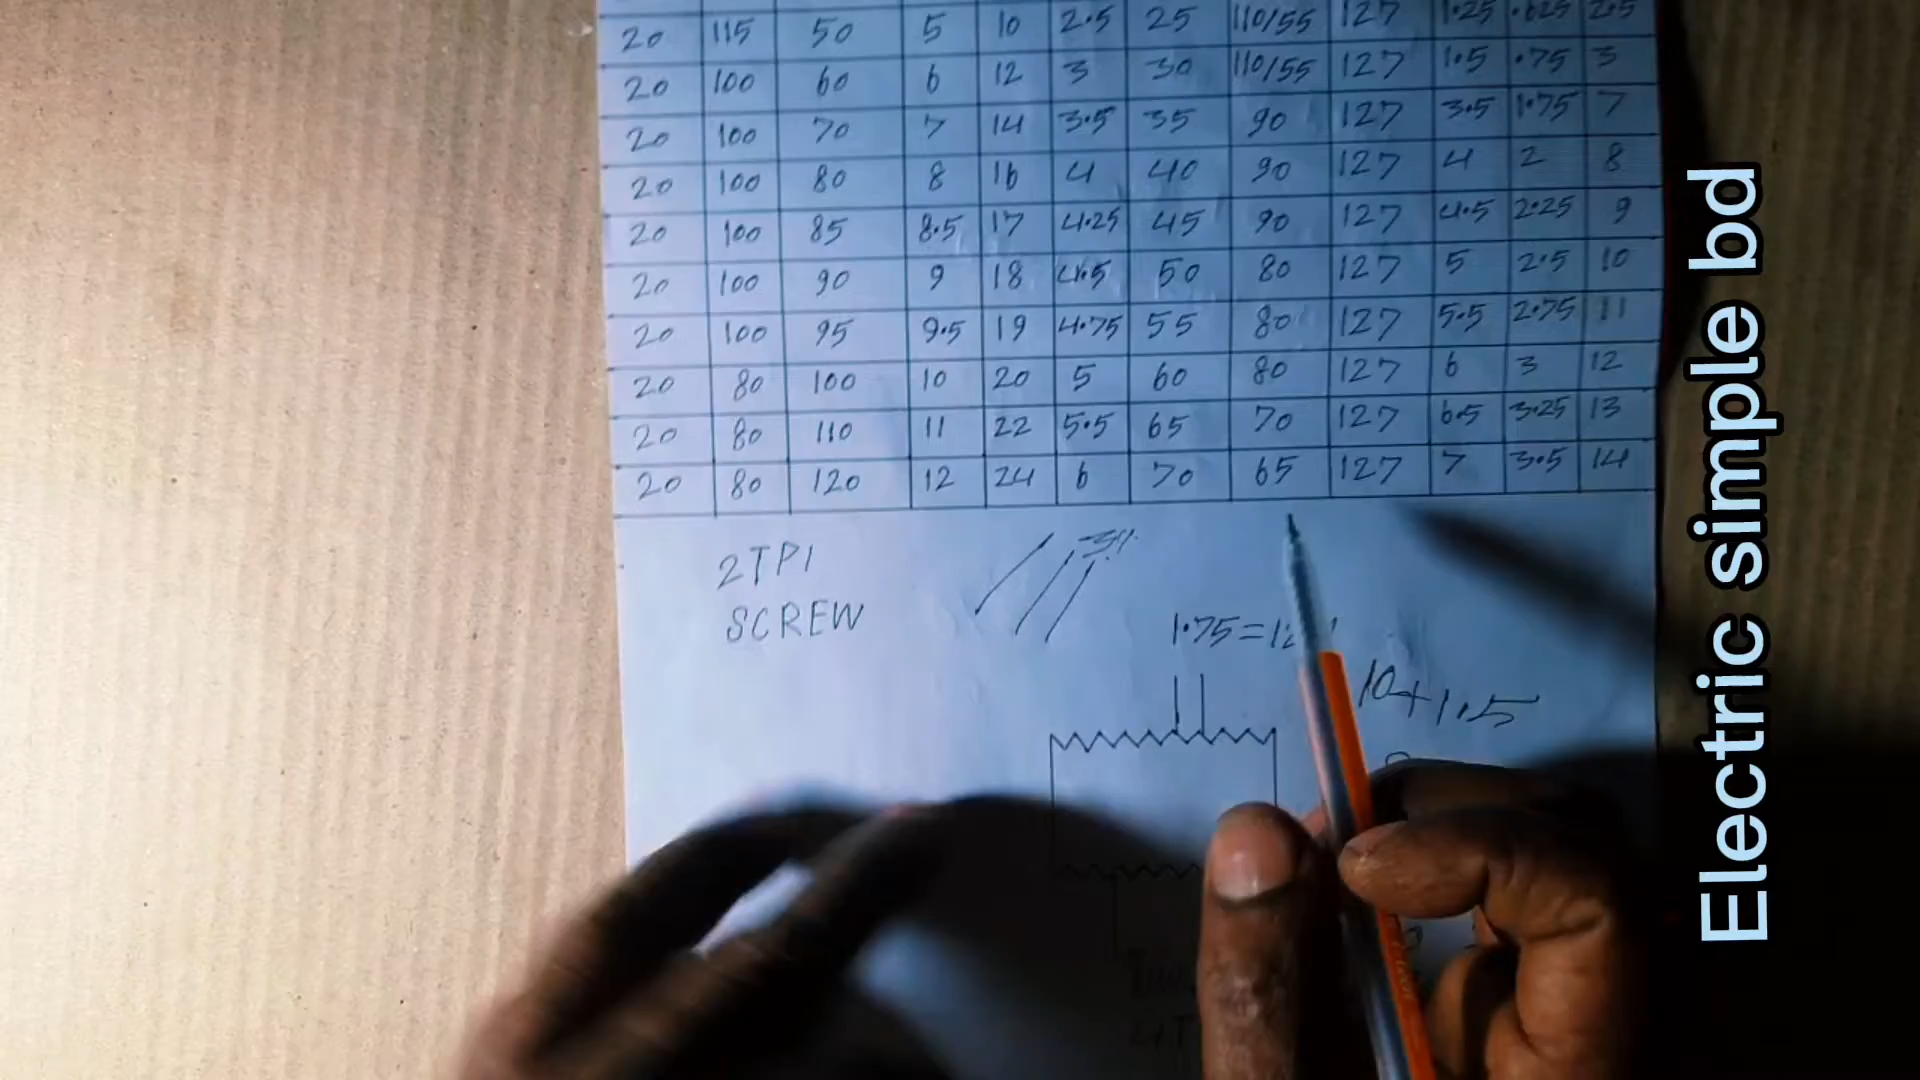 20 115 50 5 10 2.5 25 110/55 127 1.25 .625 2.5
20 100 60 6 12 3 30 110/55 127 1.5 .75 3
20 100 70 7 14 3.5 35 90 127 3.5 1.75 7
20 100 80 8 16 4 40 90 127 4 2 8
20 100 85 8.5 17 4.25 45 90 127 4.5 2.25 9
20 100 90 9 18 4.5 50 80 127 5 2.5 10
20 100 95 9.5 19 4.75 55 80 127 5.5 2.75 11
20 80 100 10 20 5 60 80 127 6 3 12
20 80 110 11 22 5.5 65 70 127 6.5 3.25 13
20 80 120 12 24 6 70 65 127 7 3.5 14
2TPI
SCREW
1.75=
10+1.5
Electric simple bd